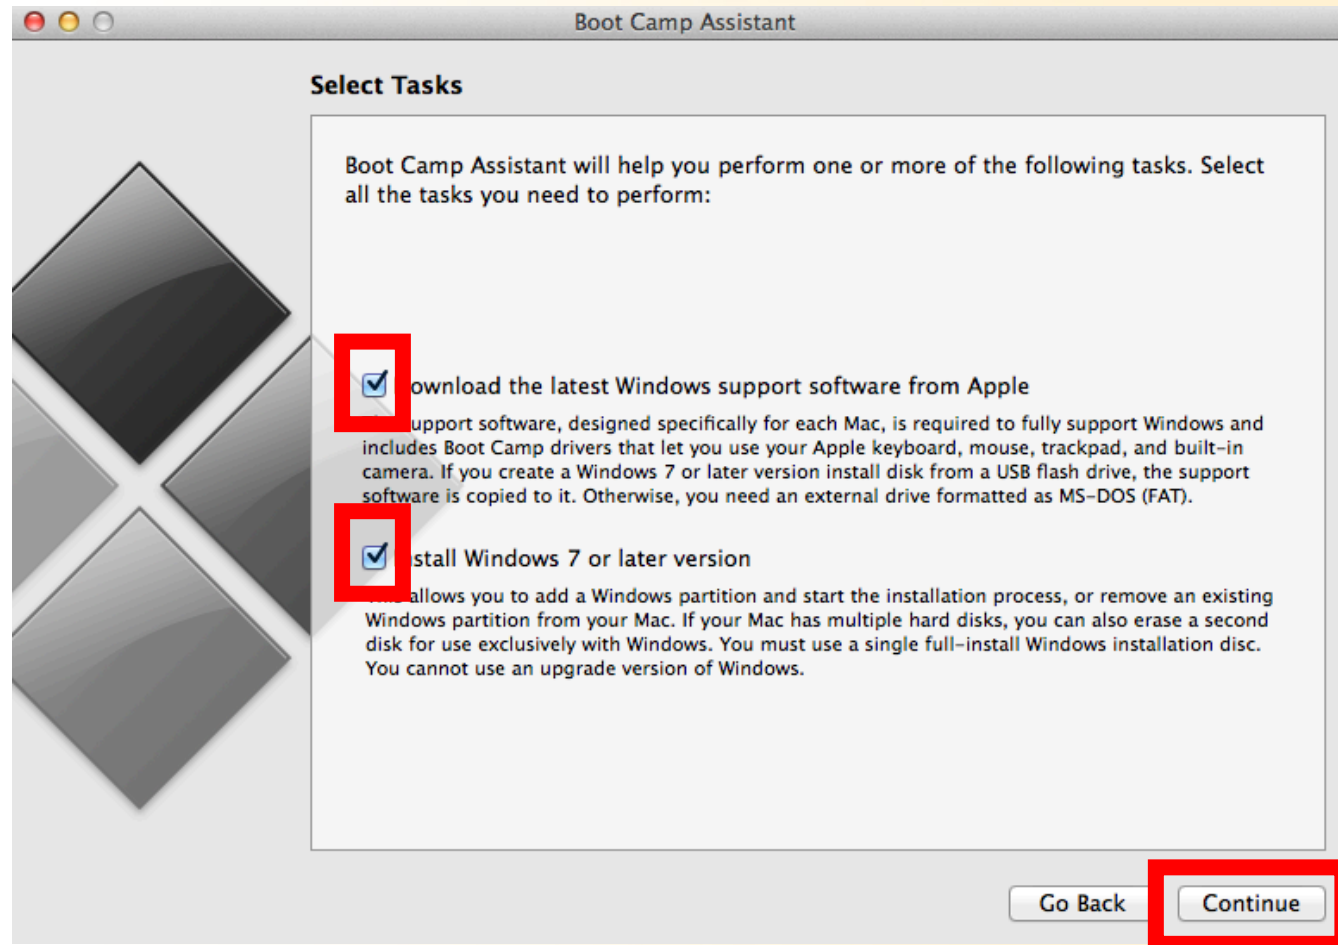 Boot Camp Assistant
Select Tasks
Boot Camp Assistant will help you perform one or more of the following tasks. Select
all the tasks you need to perform:
ownload the latest Windows support software from Apple
upport software, designed specifically for each Mac, is required to fully support Windows and
includes Boot Camp drivers that let you use your Apple keyboard, mouse, trackpad, and built-in
camera. If you create a Windows 7 or later version install disk from a USB flash drive, the support
software is copied to it. Otherwise, you need an external drive formatted as MS-DOS (FAT).
stall Windows 7 or later version
allows you to add a Windows partition and start the installation process, or remove an existing
Windows partition from your Mac. If your Mac has multiple hard disks, you can also erase a second
disk for use exclusively with Windows. You must use a single full-install Windows installation disc.
You cannot use an upgrade version of Windows.
Go Back
Continue